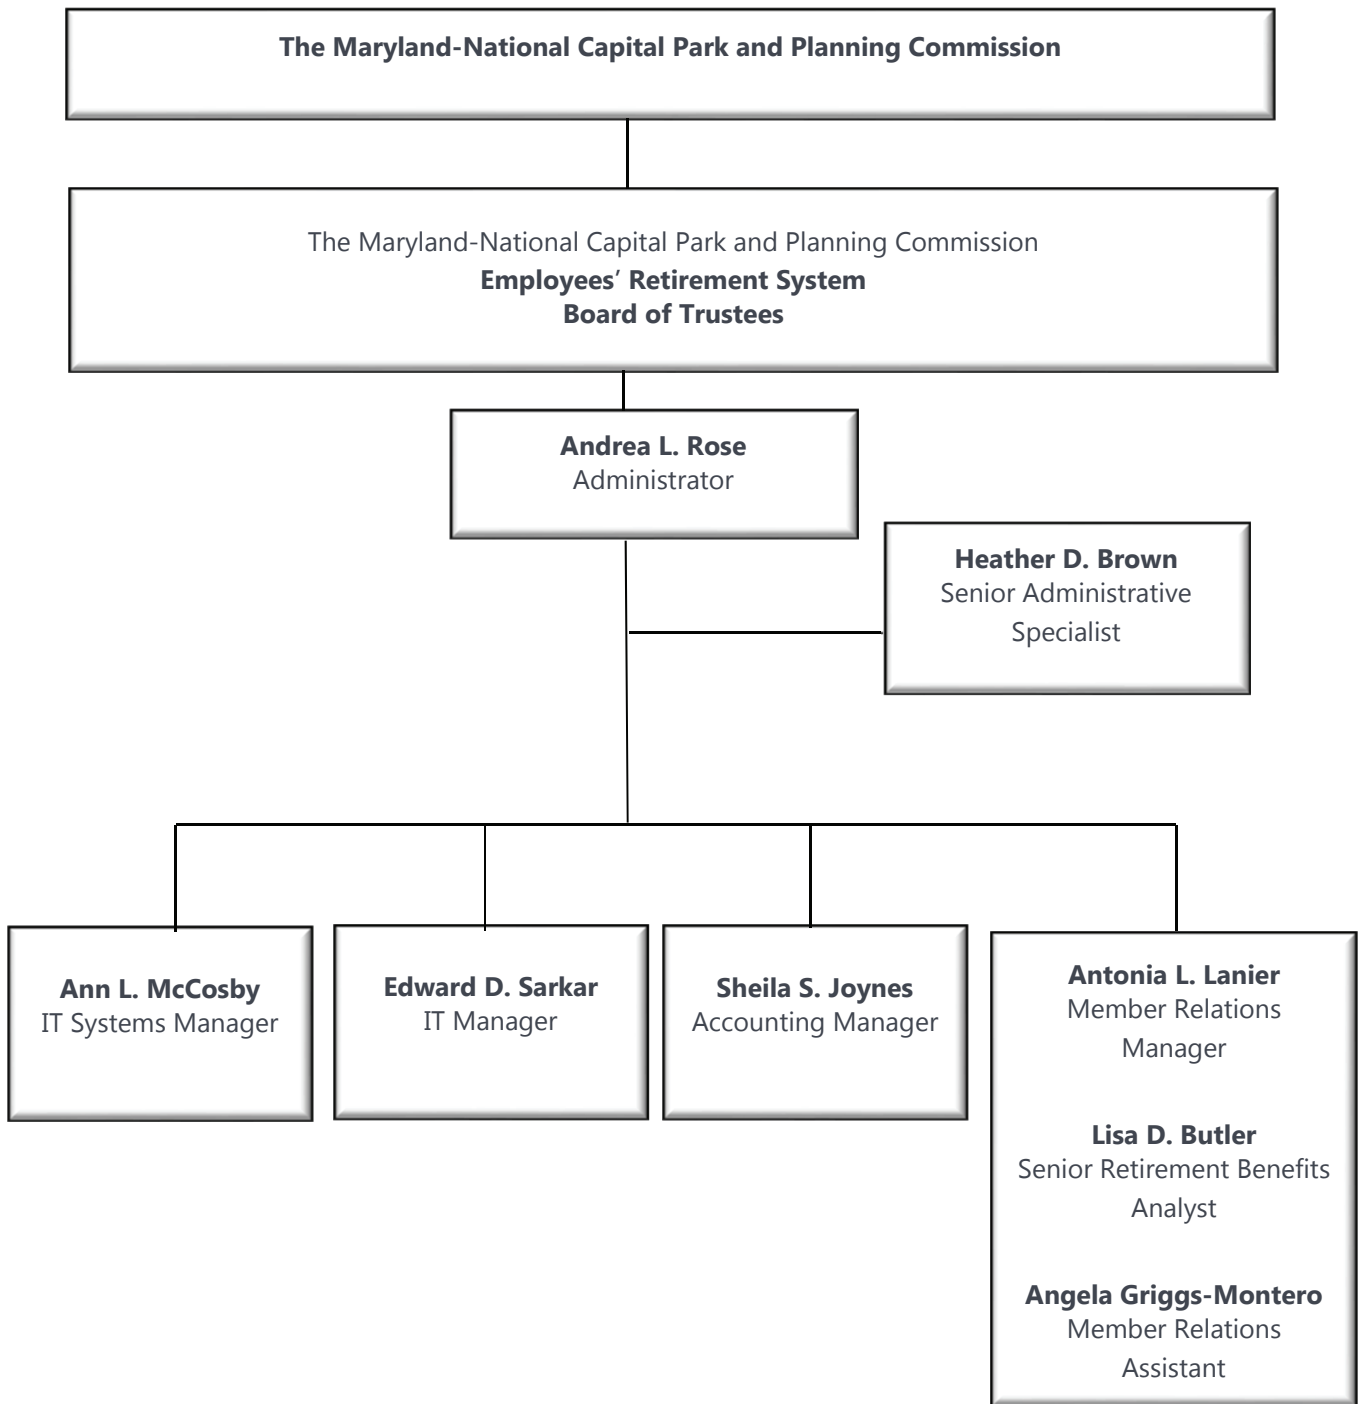 The Maryland-National Capital Park and Planning Commission
The Maryland-National Capital Park and Planning Commission
Employees’ Retirement System
Board of Trustees
Andrea L. Rose
Administrator
Heather D. Brown
Senior Administrative
Specialist
Ann L. McCosby
IT Systems Manager
Edward D. Sarkar
IT Manager
Sheila S. Joynes
Accounting Manager
Antonia L. Lanier
Member Relations
Manager
Lisa D. Butler
Senior Retirement Benefits
Analyst
Angela Griggs-Montero
Member Relations
Assistant